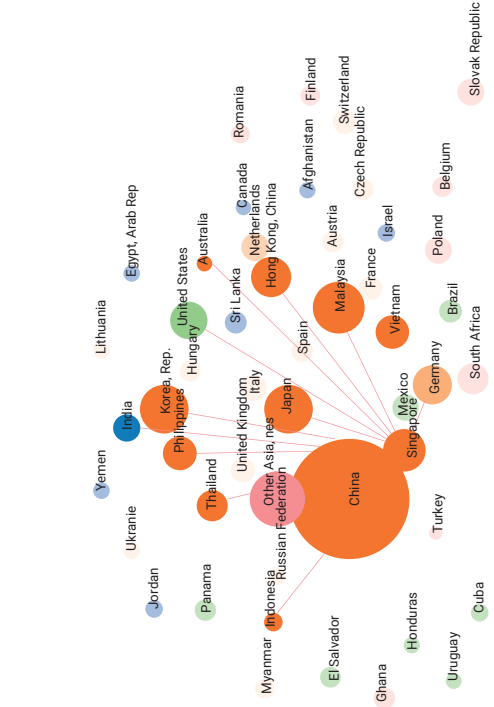 Yemen
Lithuania
India
Ukranie
Egypt, Arab Rep
Jordan
Korea, Rep.
Philippines
United States
Hungary
Australia
Panama
Thailand
Sri Lanka
Romania
United Kingdom
Canada
Netherlands
Italy
Myanmar
Other Asia, nes
Indonesia
Hong Kong, China
Russian Federation
Japan
Spain
Afghanistan
Finland
Austria
El Salvador
Malaysia
Switzerland
China
Czech Republic
France
Ghana
Israel
Vietnam
Mexico
Honduras
Singapore
Germany
Turkey
Poland
Belgium
Brazil
Uruguay
South Africa
Slovak Republic
Cuba